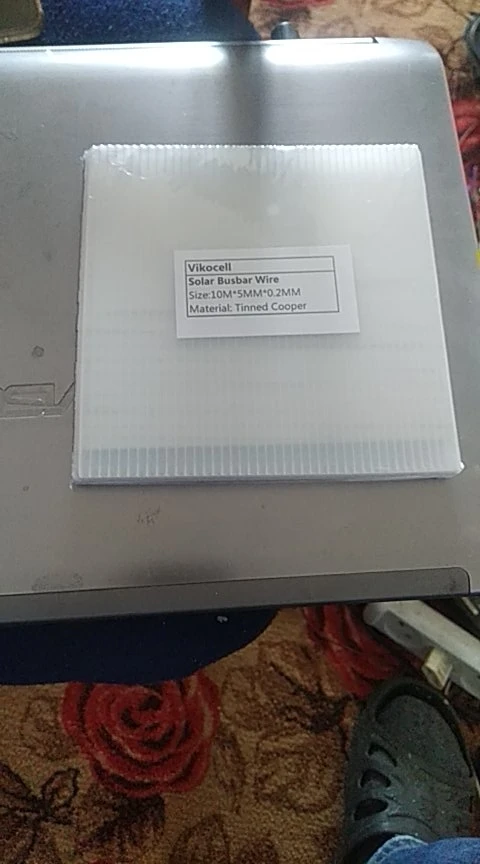 Vikocell
Solar Busbar Wire
Size:10M*5MM*0.2MM
Material: Tinned Cooper